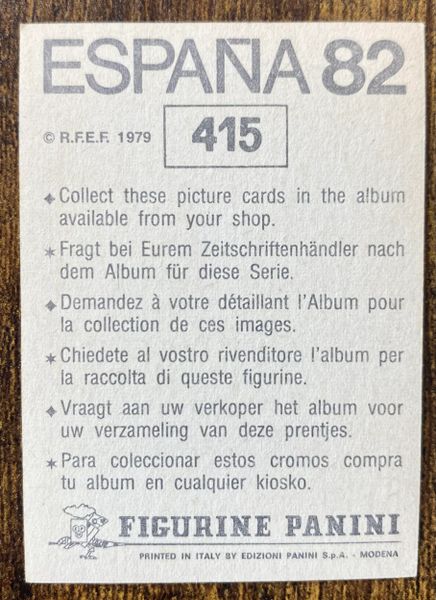 ESPAÑA 82
© R.F.E.F. 1979 415
Collect these picture cards in the album
available from your shop.
Fragt bei Eurem Zeitschriftenhändler nach
dem Album für diese Serie.
Demandez à votre détaillant l'Album pour
la collection de ces images.
Chiedete al vostro rivenditore l'album per
la raccolta di queste figurine.
Vraagt aan uw verkoper het album voor
uw verzameling van deze prentjes.
Para coleccionar estos cromos compra
tu album en cualquier kiosko.
FIGURINE PANINI
PRINTED IN ITALY BY EDIZIONI PANINI S.p.A. - MODENA